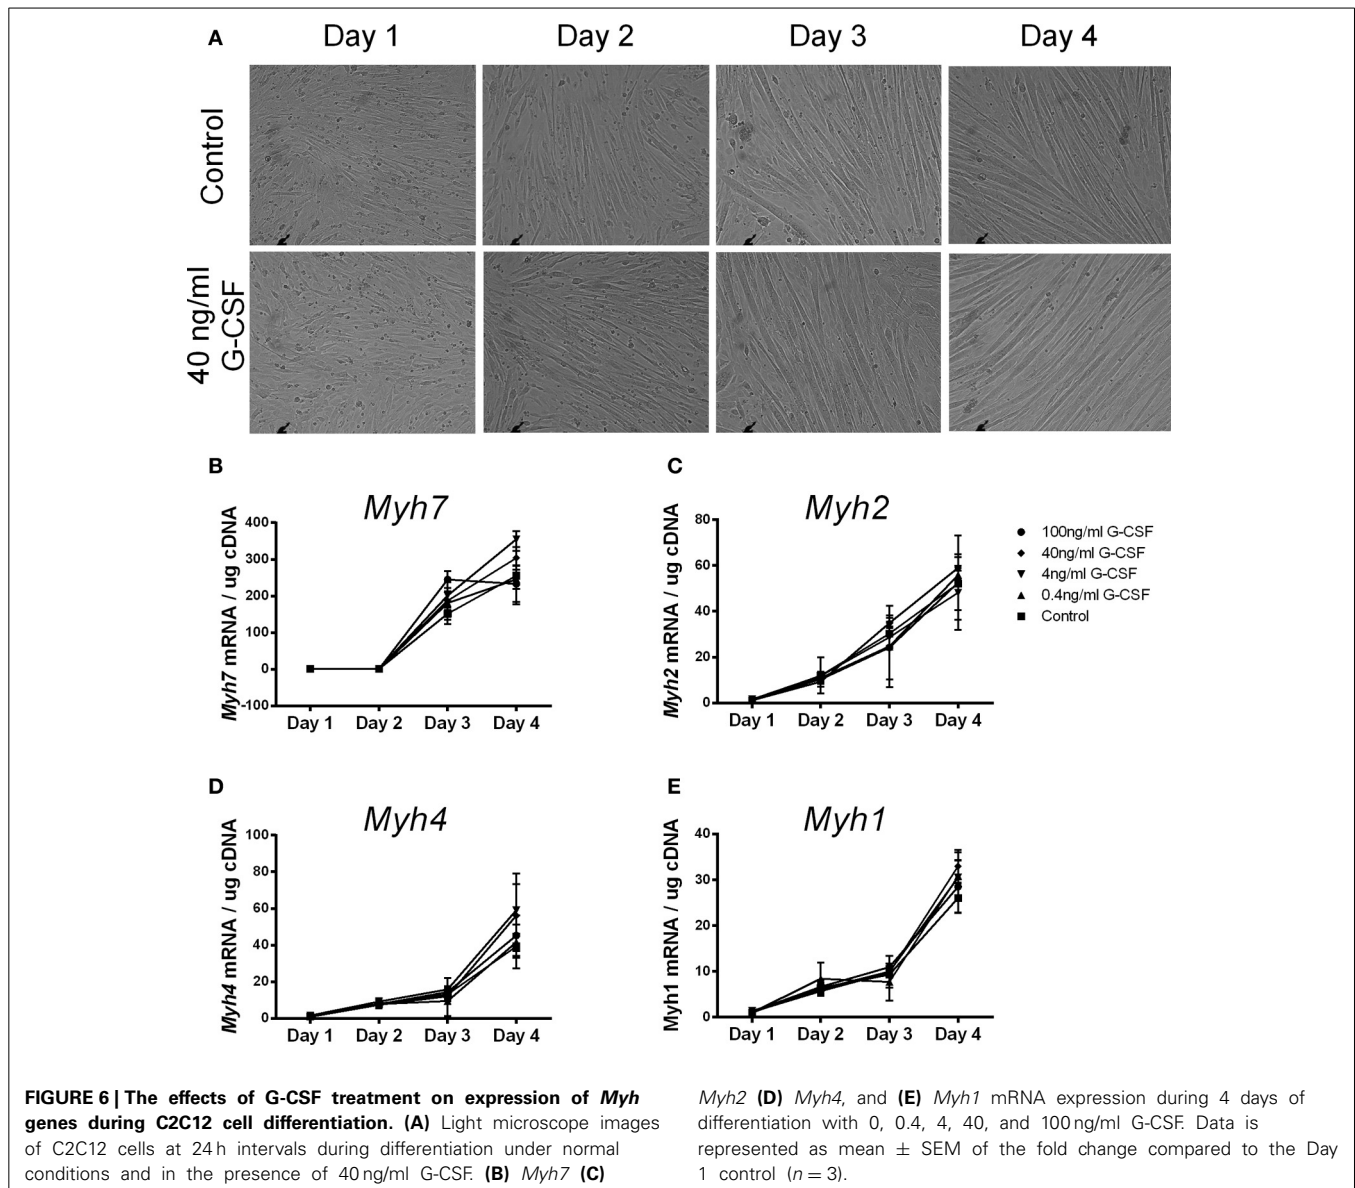 A
Day 1
Day 2
Day 3
Day 4
Control
40 ng/ml
G-CSF
B
Myh7
Myh7 mRNA / ug cDNA
400
300
200
100
0
-100
Day 1
Day 2
Day 3
Day 4
C
Myh2
Myh2 mRNA / ug cDNA
80
60
40
20
0
Day 1
Day 2
Day 3
Day 4
100ng/ml G-CSF
40ng/ml G-CSF
4ng/ml G-CSF
0.4ng/ml G-CSF
Control
D
Myh4
Myh4 mRNA / ug cDNA
100
80
60
40
20
0
Day 1
Day 2
Day 3
Day 4
E
Myh1
Myh1 mRNA / ug cDNA
40
30
20
10
0
Day 1
Day 2
Day 3
Day 4
FIGURE 6 | The effects of G-CSF treatment on expression of Myh
genes during C2C12 cell differentiation. (A) Light microscope images
of C2C12 cells at 24 h intervals during differentiation under normal
conditions and in the presence of 40 ng/ml G-CSF. (B) Myh7 (C)
Myh2 (D) Myh4, and (E) Myh1 mRNA expression during 4 days of
differentiation with 0, 0.4, 4, 40, and 100 ng/ml G-CSF. Data is
represented as mean ± SEM of the fold change compared to the Day
1 control (n = 3).